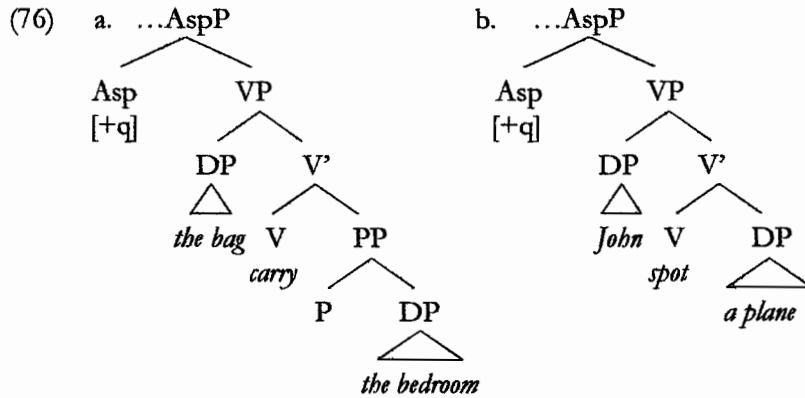 (76) a. …AspP b. …AspP
Asp VP Asp VP
[+q] [+q]
DP V’ DP V’
the bag V PP John V DP
carry spot
P DP a plane
the bedroom